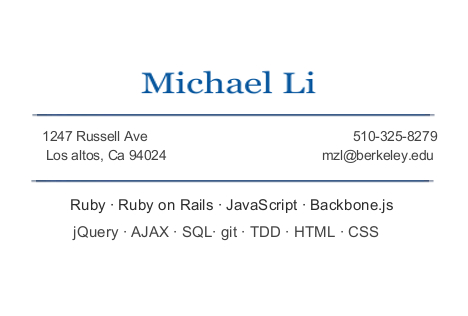 Michael Li
1247 Russell Ave 510-325-8279
Los altos, Ca 94024 mzl@berkeley.edu
Ruby · Ruby on Rails · JavaScript · Backbone.js
jQuery · AJAX · SQL· git · TDD · HTML · CSS